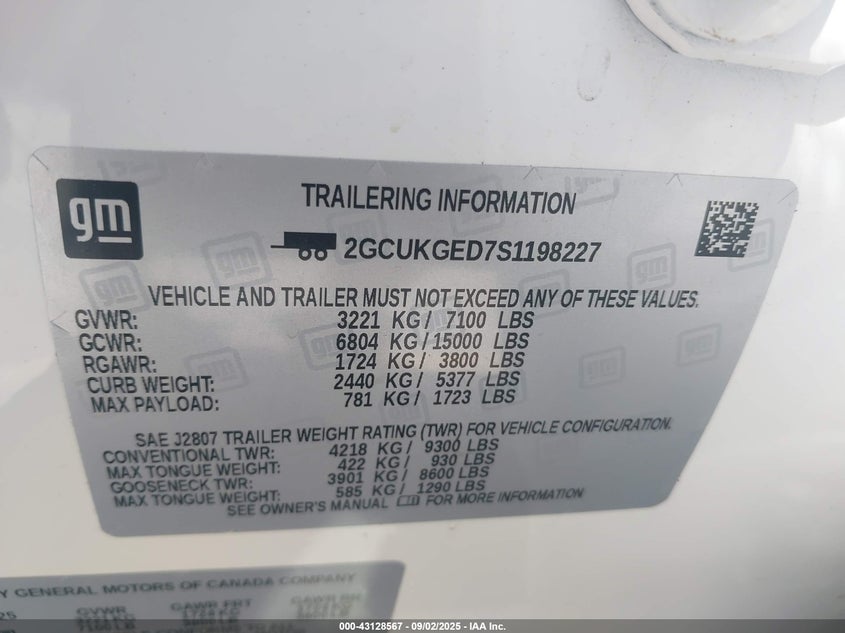 gm
TRAILERING INFORMATION
2GCUKGED7S1198227
VEHICLE AND TRAILER MUST NOT EXCEED ANY OF THESE VALUES.
GVWR: 3221 KG / 7100 LBS
GCWR: 6804 KG / 15000 LBS
RGAWR: 1724 KG / 3800 LBS
CURB WEIGHT: 2440 KG / 5377 LBS
MAX PAYLOAD: 781 KG / 1723 LBS
SAE J2807 TRAILER WEIGHT RATING (TWR) FOR VEHICLE CONFIGURATION.
CONVENTIONAL TWR: 4218 KG / 9300 LBS
MAX TONGUE WEIGHT: 422 KG / 930 LBS
GOOSENECK TWR: 3901 KG / 8600 LBS
MAX TONGUE WEIGHT: 585 KG / 1290 LBS
SEE OWNER'S MANUAL FOR MORE INFORMATION
Y GENERAL MOTORS OF CANADA COMPANY
25 GVWR GAWR FRT GAWR RR
000-43128567 - 09/02/2025 - IAA Inc.